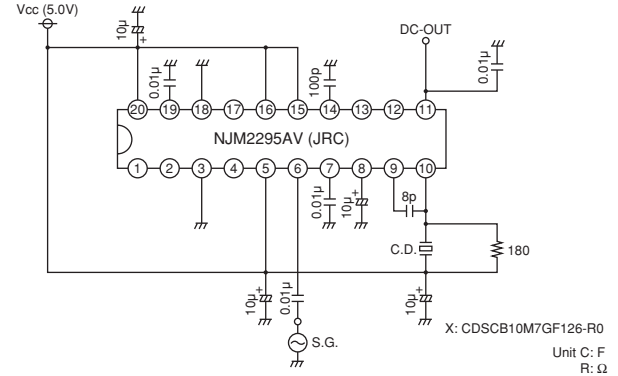 Vcc (5.0V)
10μ
+
0.01μ
100p
DC-OUT
0.01μ
20 19 18 17 16 15 14 13 12 11
NJM2295AV (JRC)
1 2 3 4 5 6 7 8 9 10
0.01μ
10μ
+
8p
C.D.
180
10μ
+
0.01μ
10μ
+
S.G.
X: CDSCB10M7GF126-R0
Unit C: F
R: Ω